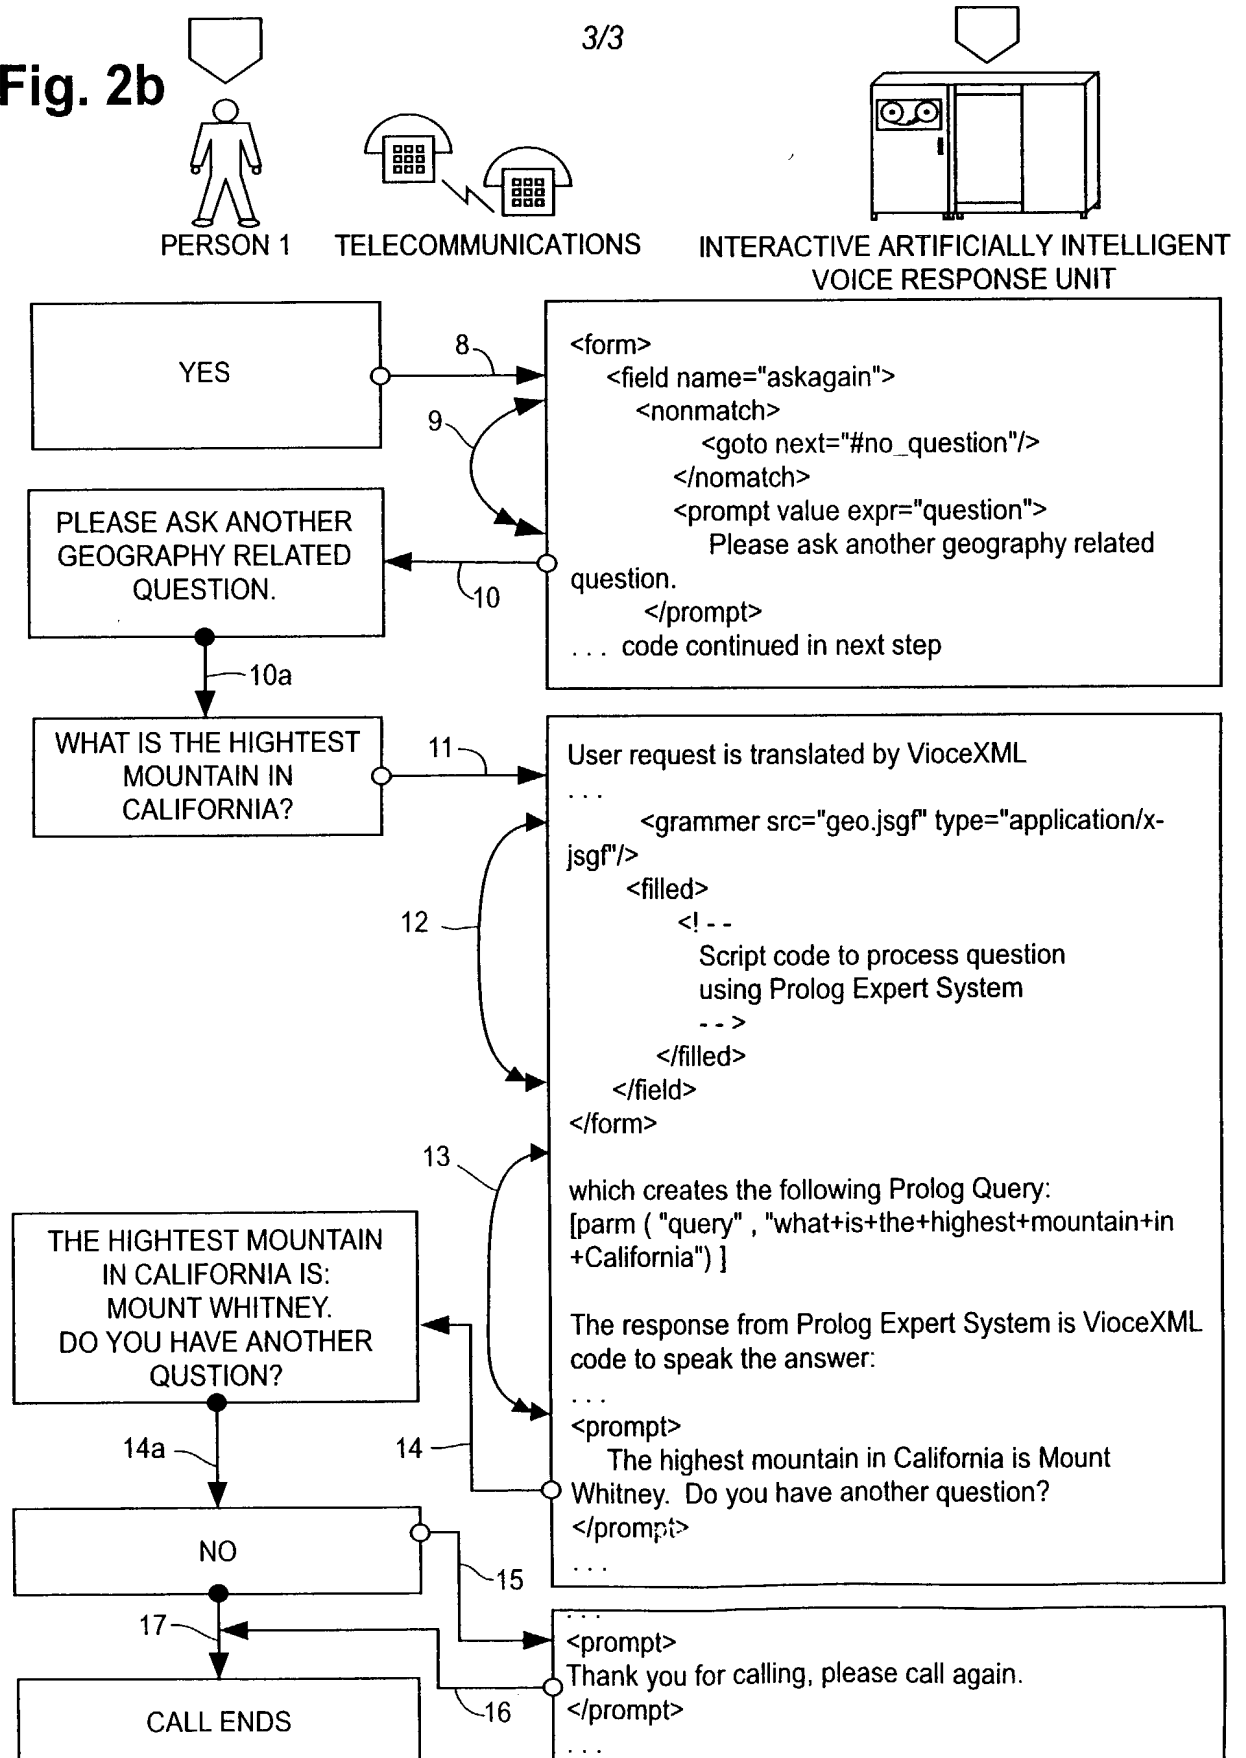 3/3
Fig. 2b
PERSON 1
TELECOMMUNICATIONS
INTERACTIVE ARTIFICIALLY INTELLIGENT
VOICE RESPONSE UNIT
YES
8
<form>
<field name="askagain">
<nonmatch>
<goto next="#no_question"/>
</nomatch>
<prompt value expr="question">
Please ask another geography related
question.
</prompt>
. . . code continued in next step
9
PLEASE ASK ANOTHER
GEOGRAPHY RELATED
QUESTION.
10
10a
WHAT IS THE HIGHTEST
MOUNTAIN IN
CALIFORNIA?
11
User request is translated by VioceXML
. . .
<grammer src="geo.jsgf" type="application/x-
jsgf"/>
<filled>
<! - -
Script code to process question
using Prolog Expert System
- - >
</filled>
</field>
</form>
12
13
which creates the following Prolog Query:
[parm ( "query" , "what+is+the+highest+mountain+in
+California") ]
The response from Prolog Expert System is VioceXML
code to speak the answer:
. . .
<prompt>
The highest mountain in California is Mount
Whitney. Do you have another question?
</prompt>
. . .
THE HIGHTEST MOUNTAIN
IN CALIFORNIA IS:
MOUNT WHITNEY.
DO YOU HAVE ANOTHER
QUSTION?
14a
14
NO
15
17
. . .
<prompt>
Thank you for calling, please call again.
</prompt>
. . .
16
CALL ENDS